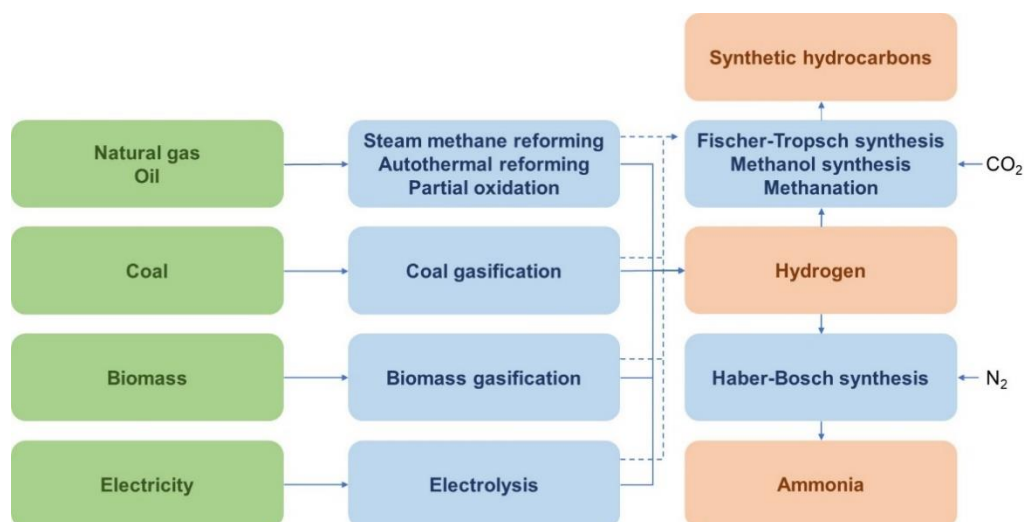 Synthetic hydrocarbons
Natural gas
Oil
Steam methane reforming
Autothermal reforming
Partial oxidation
Fischer-Tropsch synthesis
Methanol synthesis
Methanation
CO₂
Coal
Coal gasification
Hydrogen
Biomass
Biomass gasification
Haber-Bosch synthesis
N₂
Electricity
Electrolysis
Ammonia